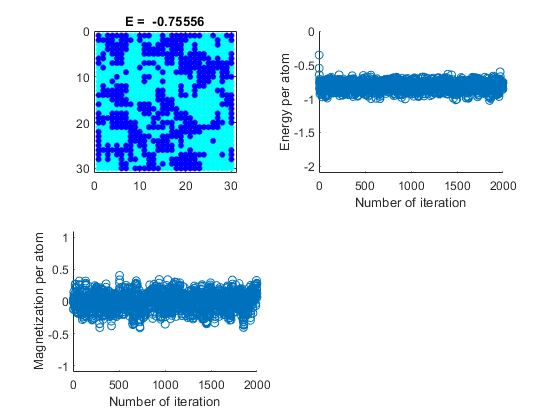 E = -0.75556
0
10
20
30
0 10 20 30
Energy per atom
0
-0.5
-1
-1.5
-2
0 500 1000 1500 2000
Number of iteration
Magnetization per atom
1
0.5
0
-0.5
-1
0 500 1000 1500 2000
Number of iteration